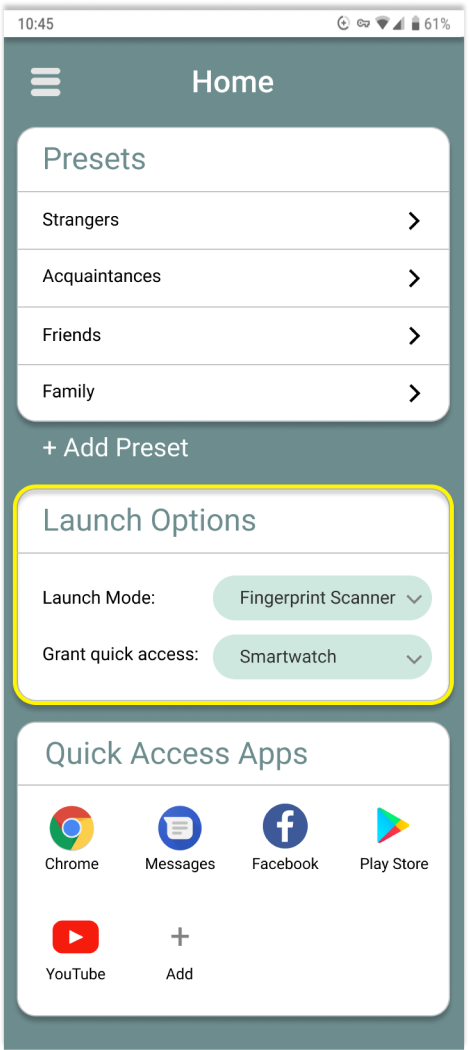 10:45 61%
Home
Presets
Strangers
Acquaintances
Friends
Family
+ Add Preset
Launch Options
Launch Mode: Fingerprint Scanner
Grant quick access: Smartwatch
Quick Access Apps
Chrome Messages Facebook Play Store
YouTube Add